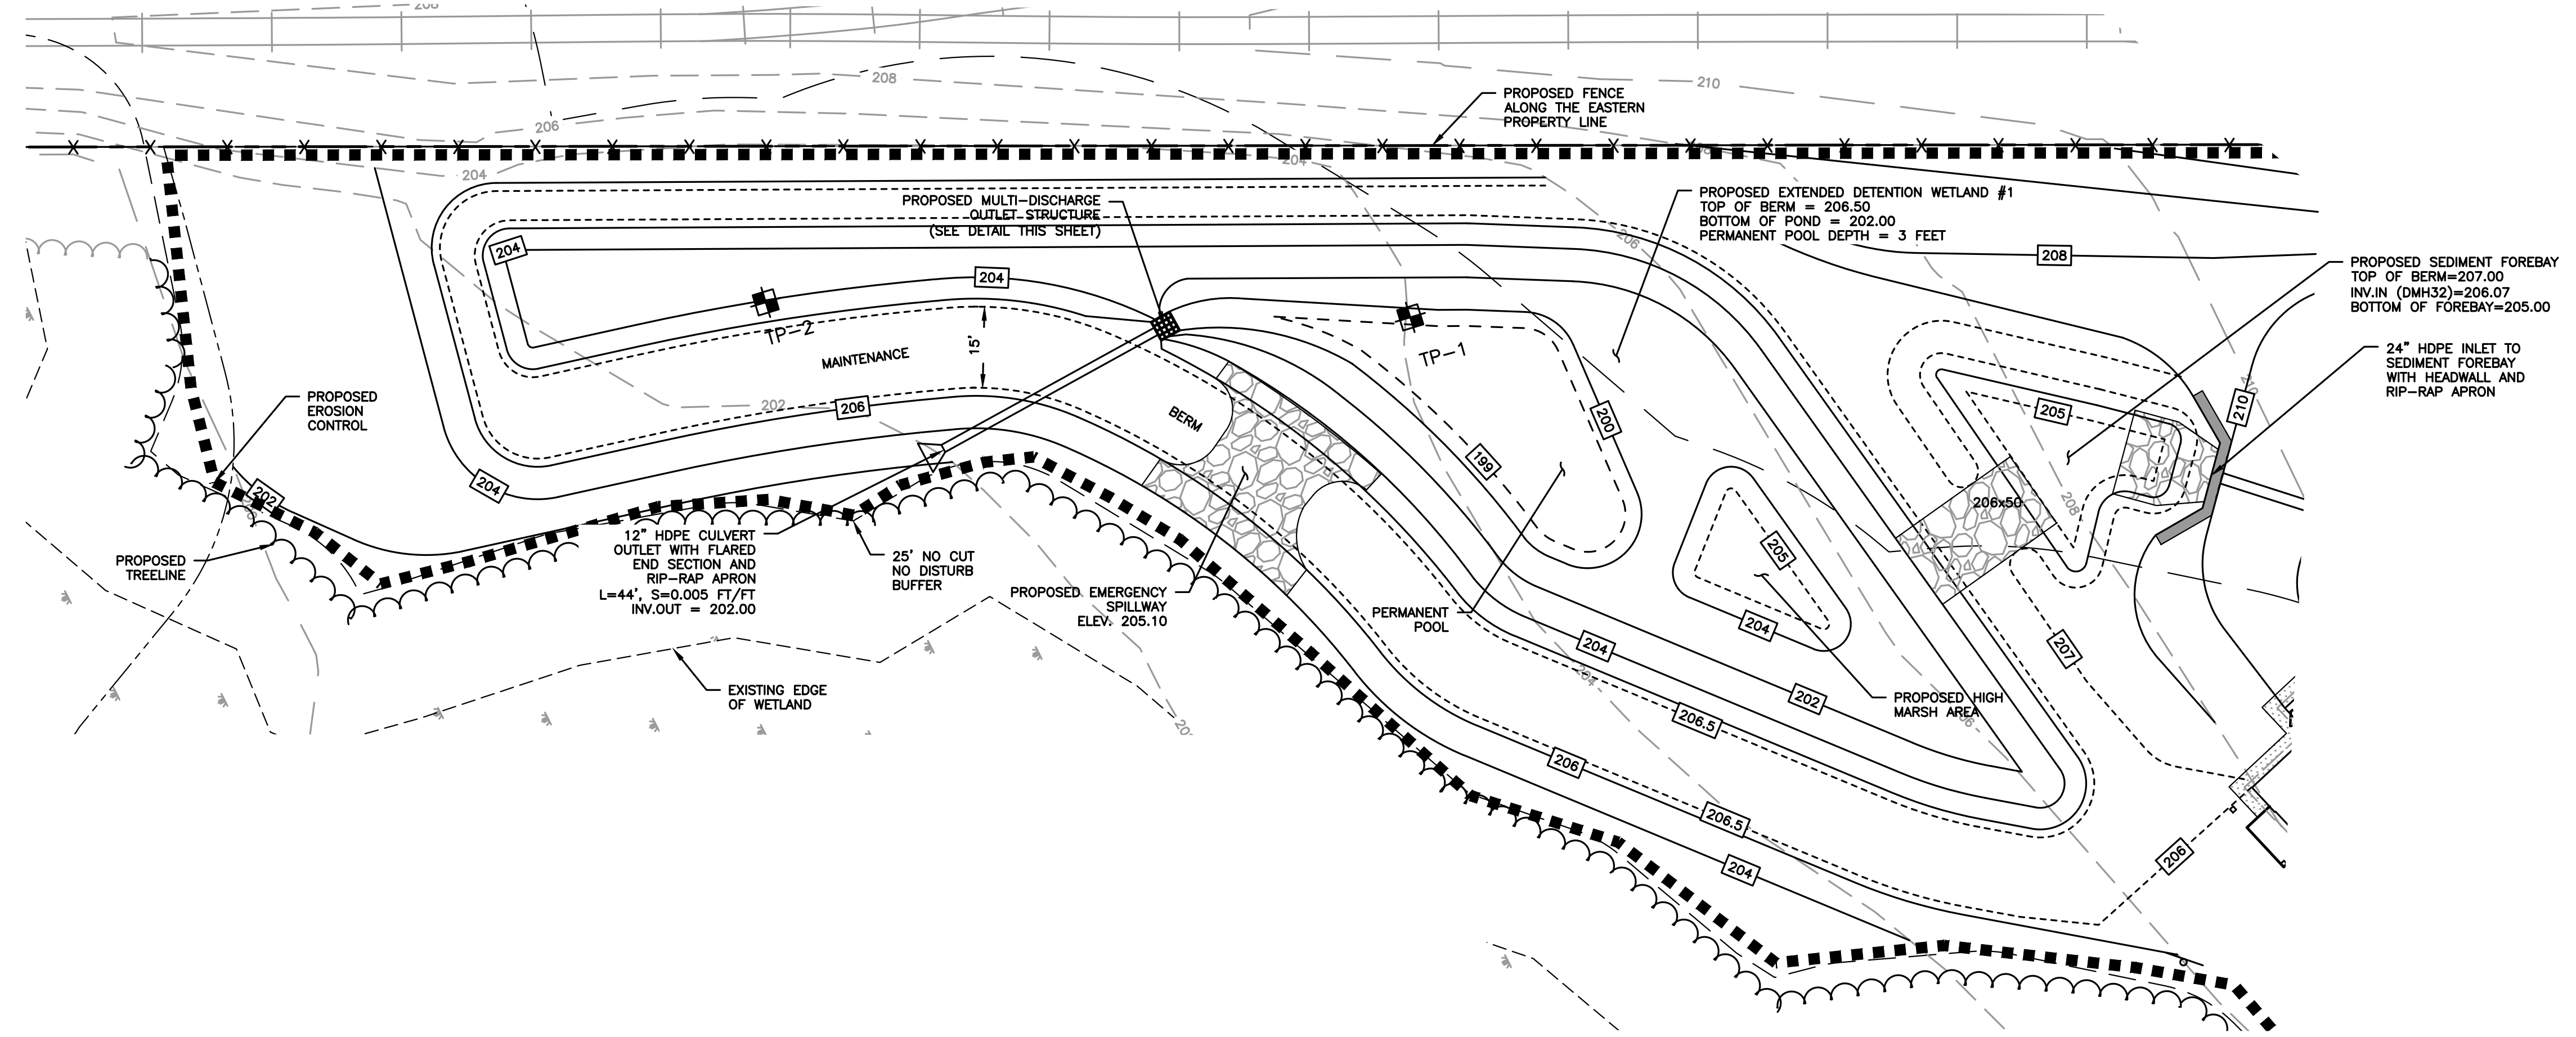 208
208
210
206
PROPOSED FENCE
ALONG THE EASTERN
PROPERTY LINE
204
204
PROPOSED MULTI-DISCHARGE
OUTLET STRUCTURE
(SEE DETAIL THIS SHEET)
PROPOSED EXTENDED DETENTION WETLAND #1
TOP OF BERM = 206.50
BOTTOM OF POND = 202.00
PERMANENT POOL DEPTH = 3 FEET
206
208
PROPOSED SEDIMENT FOREBAY
TOP OF BERM=207.00
INV.IN (DMH32)=206.07
BOTTOM OF FOREBAY=205.00
204
204
TP-2
MAINTENANCE
15'
TP-1
24" HDPE INLET TO
SEDIMENT FOREBAY
WITH HEADWALL AND
RIP-RAP APRON
PROPOSED
EROSION
CONTROL
202
206
BERM
200
199
205
210
210
204
202
206x50
208
205
204
PROPOSED
TREELINE
12" HDPE CULVERT
OUTLET WITH FLARED
END SECTION AND
RIP-RAP APRON
L=44', S=0.005 FT/FT
INV.OUT = 202.00
25' NO CUT
NO DISTURB
BUFFER
PROPOSED EMERGENCY
SPILLWAY
ELEV. 205.10
PERMANENT
POOL
204
204
207
EXISTING EDGE
OF WETLAND
202
PROPOSED HIGH
MARSH AREA
206.5
206
206.5
204
206